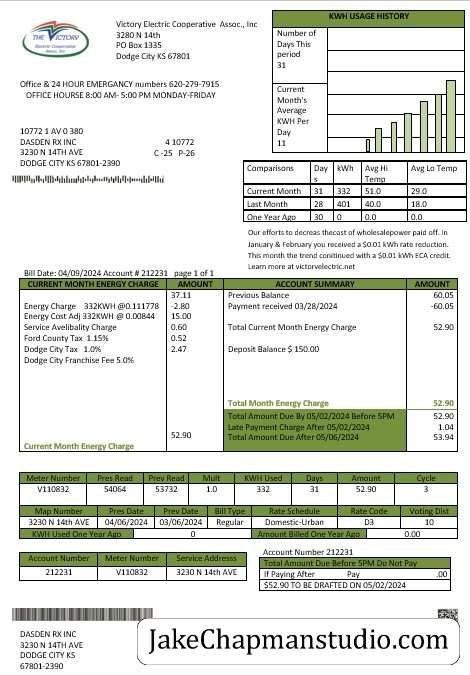 THE VICTORY
Electric Cooperative
Assoc., Inc
Victory Electric Cooperative Assoc., Inc
3280 N 14th
PO Box 1335
Dodge City KS 67801
KWH USAGE HISTORY
Number of
Days This
period
31
Current
Month's
Average
KWH Per
Day
11
Office & 24 HOUR EMERGANCY numbers 620-279-7915
OFFICE HOURSE 8:00 AM- 5:00 PM MONDAY-FRIDAY
10772 1 AV 0 380
DASDEN RX INC 4 10772
3230 N 14TH AVE C -25 P-26
DODGE CITY KS 67801-2390
Comparisons Day s kWh Avg Hi Temp Avg Lo Temp
Current Month 31 332 51.0 29.0
Last Month 28 401 40.0 18.0
One Year Ago 30 0 0.0 0.0
Our efforts to decreas thecost of wholesalepower paid off. In
January & February you received a $0.01 kWh rate reduction.
This month the trend conitinued with a $0.01 kWh ECA credit.
Learn more at victorvelectric.net
Bill Date: 04/09/2024 Account # 212231 page 1 of 1
CURRENT MONTH ENERGY CHARGE AMOUNT ACCOUNT SUMMARY AMOUNT
37.11 Previous Balance 60.05
Energy Charge 332KWH @0.111778 -2.80 Payment received 03/28/2024 -60.05
Energy Cost Adj 332KWH @ 0.00844 15.00
Service Avelibality Charge 0.60 Total Current Month Energy Charge 52.90
Ford County Tax 1.15% 0.52
Dodge City Tax 1.0% 2.47 Deposit Balance $ 150.00
Dodge City Franchise Fee 5.0%
Total Month Energy Charge 52.90
Total Amount Due By 05/02/2024 Before 5PM 52.90
Late Payment Charge After 05/02/2024 1.04
52.90 Total Amount Due After 05/06/2024 53.94
Current Month Energy Charge
Meter Number Pres Read Prev Read Mult KWH Used Days Amount Cycle
V110832 54064 53732 1.0 332 31 52.90 3
Map Number Pres Date Prev Date Bill Type Rate Schedule Rate Code Voting Dist
3230 N 14th AVE 04/06/2024 03/06/2024 Regular Domestic-Urban D3 10
KWH Used One Year Ago 0 Amount Billed One Year Ago 0.00
Account Number Meter Number Service Addresss
212231 V110832 3230 N 14th AVE
Account Number 212231
Total Amount Due Before 5PM Do Not Pay
If Paying After Pay .00
$52.90 TO BE DRAFTED ON 05/02/2024
DASDEN RX INC
3230 N 14TH AVE
DODGE CITY KS
67801-2390
JakeChapmanstudio.com